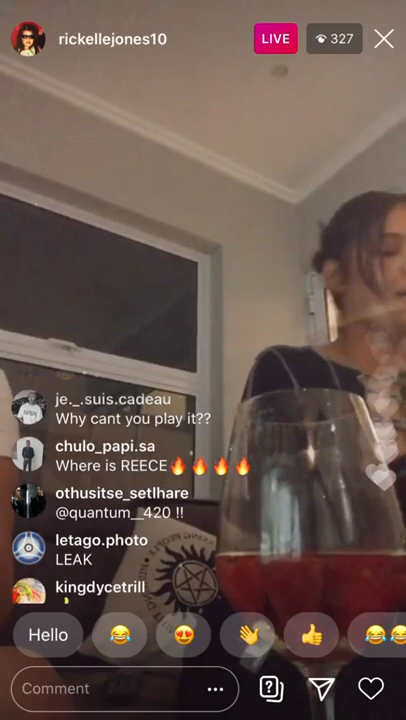 rickellejones10
LIVE
327
je._.suis.cadeau
Why cant you play it??
chulo_papi.sa
Where is REECE🔥🔥🔥🔥
othusitse_setlhare
@quantum__420 !!
letago.photo
LEAK
kingdycetrill
Hello 😂 😍 👋 👍 😂😂
Comment